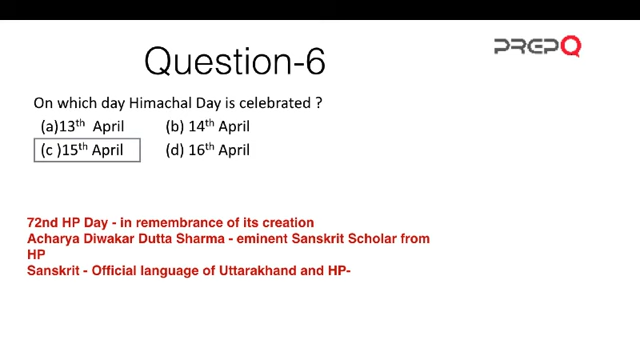 PREPQ
Question-6
On which day Himachal Day is celebrated ?
(a)13th April (b) 14th April
(c )15th April (d) 16th April
72nd HP Day - in remembrance of its creation
Acharya Diwakar Dutta Sharma - eminent Sanskrit Scholar from
HP
Sanskrit - Official language of Uttarakhand and HP-